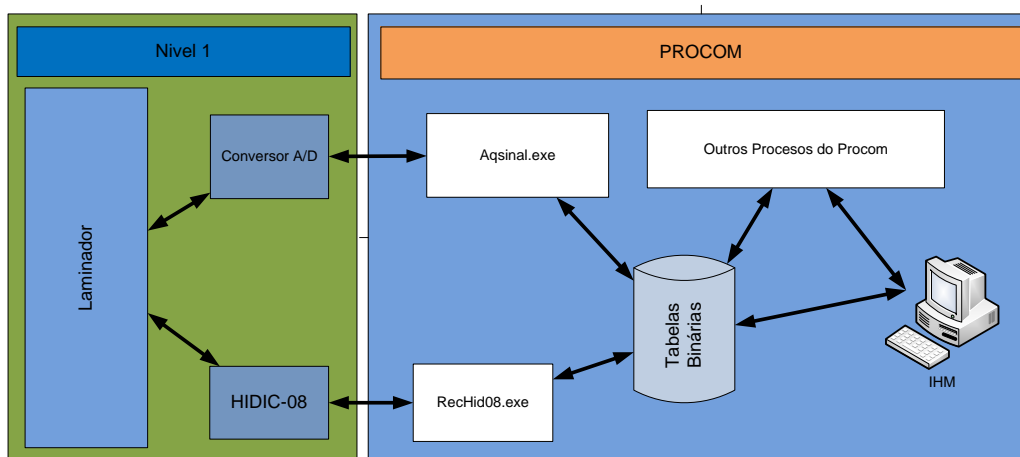 Nivel 1
PROCOM
Laminador
Conversor A/D
HIDIC-08
Aqsinal.exe
RecHid08.exe
Outros Procesos do Procom
Tabelas
Binárias
IHM